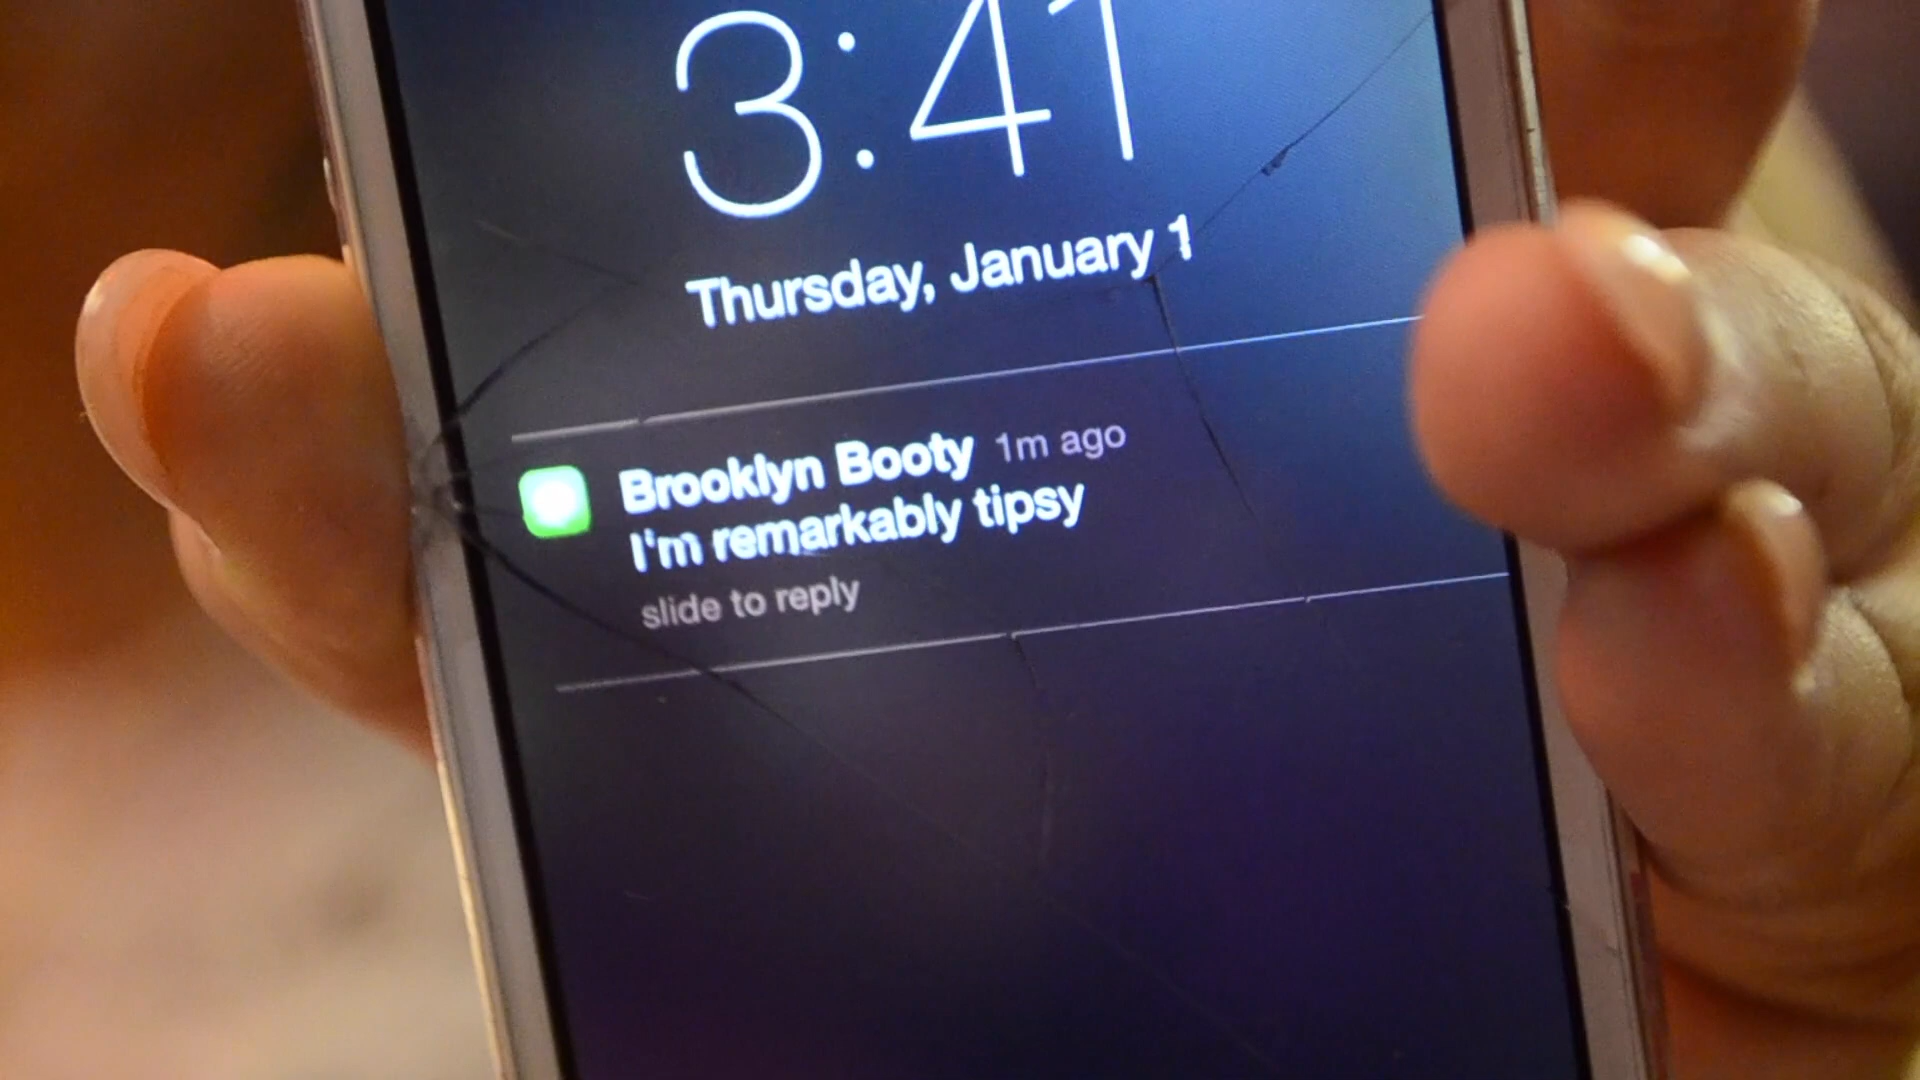 3:41
Thursday, January 1
Brooklyn Booty 1m ago
I'm remarkably tipsy
slide to reply